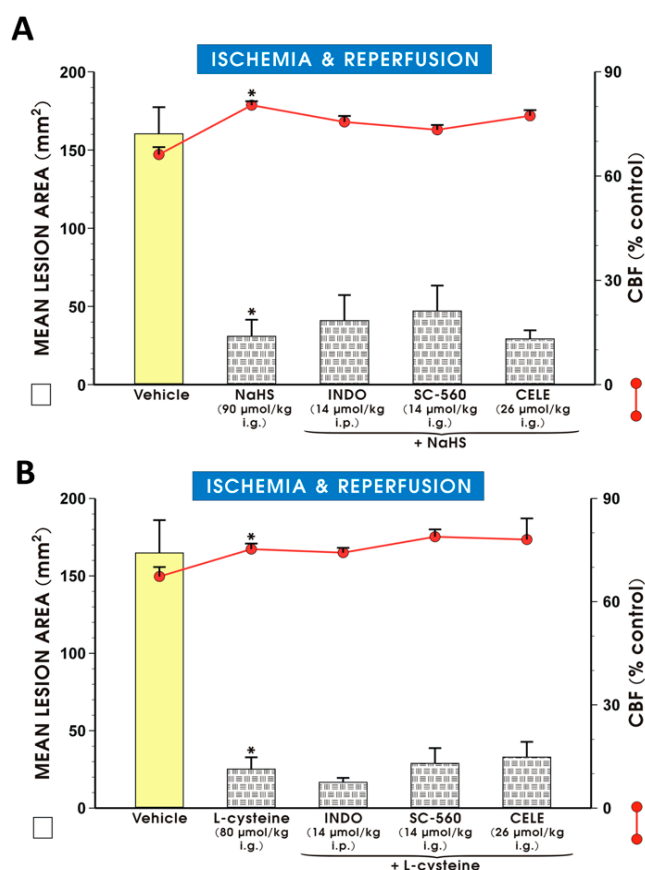 A
ISCHEMIA & REPERFUSION
MEAN LESION AREA (mm²)
200
150
100
50
0
CBF (% control)
90
60
30
0
*
*
Vehicle
NaHS
(90 µmol/kg
i.g.)
INDO
(14 µmol/kg
i.p.)
SC-560
(14 µmol/kg
i.g.)
CELE
(26 µmol/kg
i.g.)
+ NaHS
B
ISCHEMIA & REPERFUSION
MEAN LESION AREA (mm²)
200
150
100
50
0
CBF (% control)
90
60
30
0
*
*
Vehicle
L-cysteine
(80 µmol/kg
i.g.)
INDO
(14 µmol/kg
i.p.)
SC-560
(14 µmol/kg
i.g.)
CELE
(26 µmol/kg
i.g.)
+ L-cysteine